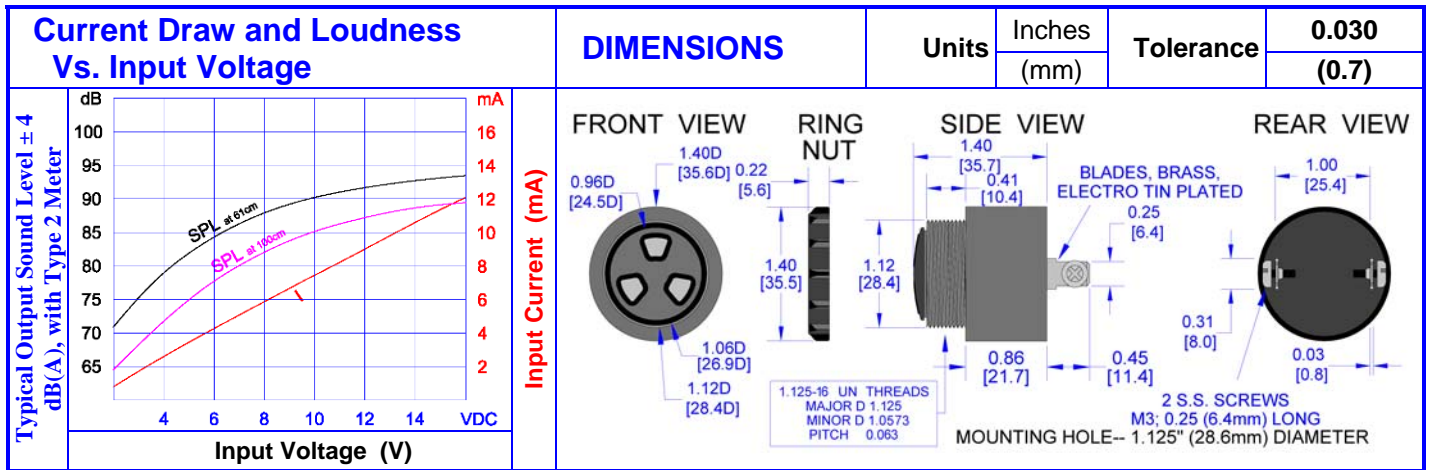 Current Draw and Loudness
Vs. Input Voltage
DIMENSIONS
Units
Inches
(mm)
Tolerance
0.030
(0.7)
Typical Output Sound Level ± 4
dB(A), with Type 2 Meter
dB
100
95
90
85
80
75
70
65
SPL at 61cm
SPL at 100cm
I
mA
16
14
12
10
8
6
4
2
4 6 8 10 12 14 VDC
Input Voltage (V)
Input Current (mA)
FRONT VIEW
1.40D
[35.6D]
0.96D
[24.5D]
1.06D
[26.9D]
1.12D
[28.4D]
RING
NUT
0.22
[5.6]
1.40
[35.5]
SIDE VIEW
1.40
[35.7]
0.41
[10.4]
1.12
[28.4]
BLADES, BRASS,
ELECTRO TIN PLATED
0.25
[6.4]
0.86
[21.7]
0.45
[11.4]
1.125-16 UN THREADS
MAJOR D 1.125
MINOR D 1.0573
PITCH 0.063
REAR VIEW
1.00
[25.4]
0.31
[8.0]
0.03
[0.8]
2 S.S. SCREWS
M3; 0.25 (6.4mm) LONG
MOUNTING HOLE-- 1.125" (28.6mm) DIAMETER